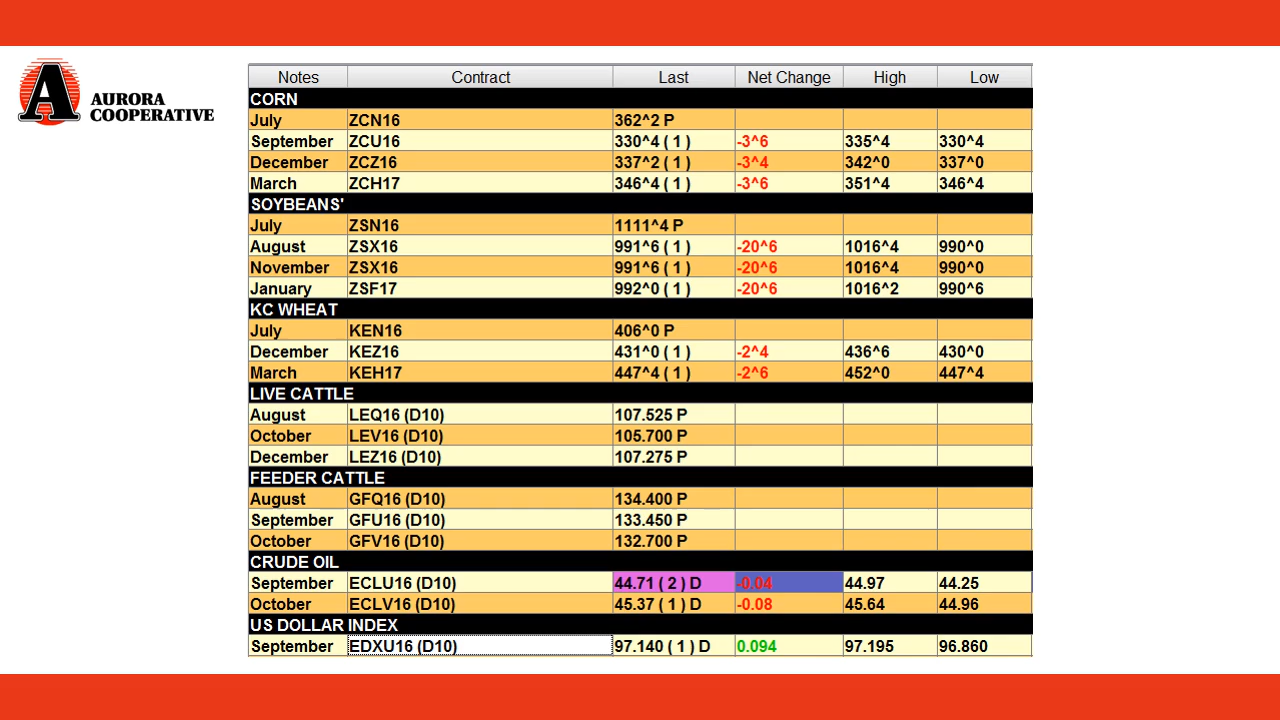 AURORA
COOPERATIVE
Notes Contract Last Net Change High Low
CORN
July ZCN16 362^2 P
September ZCU16 330^4 ( 1 ) -3^6 335^4 330^4
December ZCZ16 337^2 ( 1 ) -3^4 342^0 337^0
March ZCH17 346^4 ( 1 ) -3^6 351^4 346^4
SOYBEANS'
July ZSN16 1111^4 P
August ZSX16 991^6 ( 1 ) -20^6 1016^4 990^0
November ZSX16 991^6 ( 1 ) -20^6 1016^4 990^0
January ZSF17 992^0 ( 1 ) -20^6 1016^2 990^6
KC WHEAT
July KEN16 406^0 P
December KEZ16 431^0 ( 1 ) -2^4 436^6 430^0
March KEH17 447^4 ( 1 ) -2^6 452^0 447^4
LIVE CATTLE
August LEQ16 (D10) 107.525 P
October LEV16 (D10) 105.700 P
December LEZ16 (D10) 107.275 P
FEEDER CATTLE
August GFQ16 (D10) 134.400 P
September GFU16 (D10) 133.450 P
October GFV16 (D10) 132.700 P
CRUDE OIL
September ECLU16 (D10) 44.71 ( 2 ) D -0.04 44.97 44.25
October ECLV16 (D10) 45.37 ( 1 ) D -0.08 45.64 44.96
US DOLLAR INDEX
September EDXU16 (D10) 97.140 ( 1 ) D 0.094 97.195 96.860